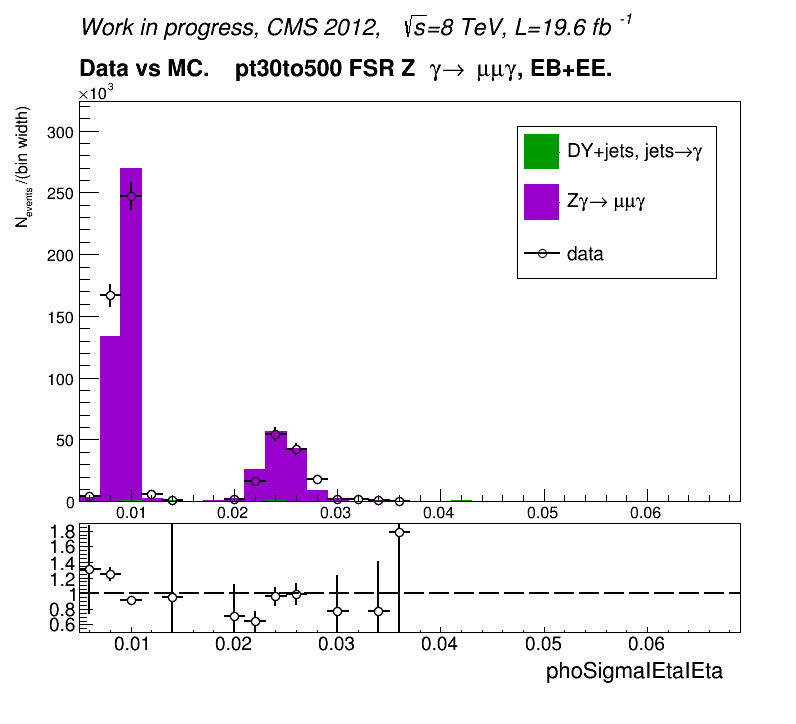 Work in progress, CMS 2012, √s=8 TeV, L=19.6 fb -1
Data vs MC. pt30to500 FSR Z γ→ μμγ, EB+EE.
×10³
N events /(bin width)
300
250
200
150
100
50
0
DY+jets, jets→γ
Zγ→ μμγ
data
0.01 0.02 0.03 0.04 0.05 0.06
1.8
1.6
1.4
1.2
1
0.8
0.6
0.01 0.02 0.03 0.04 0.05 0.06
phoSigmaIEtaIEta